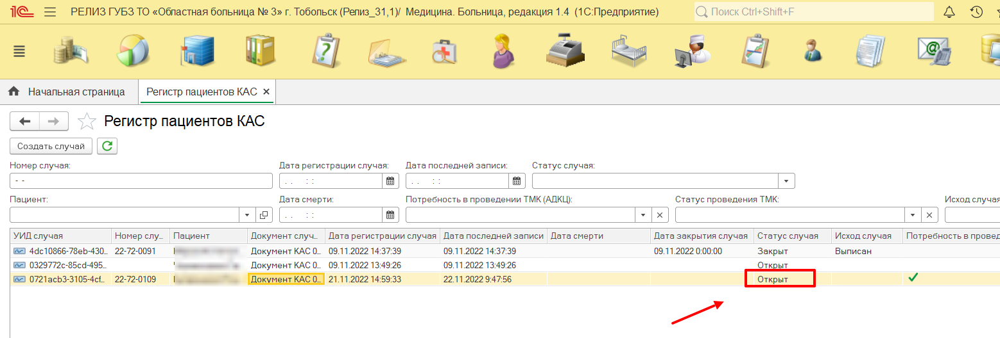 1С РЕЛИЗ ГУБЗ ТО «Областная больница № 3» г. Тобольск (Релиз_31,1)/ Медицина. Больница, редакция 1.4 (1С:Предприятие) Поиск Ctrl+Shift+F
Начальная страница Регистр пациентов КАС ×
Регистр пациентов КАС
Создать случай
Номер случая: Дата регистрации случая: Дата последней записи: Статус случая:
- - . . : : . . : :
Пациент: Дата смерти: Потребность в проведении ТМК (АДКЦ): Статус проведения ТМК: Исход случая
. . : :
УИД случая Номер слу... Пациент Документ случ... Дата регистрации случая Дата последней записи Дата смерти Дата закрытия случая Статус случая Исход случая Потребность в провед
4dc10866-78eb-430... 22-72-0091 Документ КАС 0... 09.11.2022 14:37:39 09.11.2022 14:37:39 09.11.2022 0:00:00 Закрыт Выписан
0329772c-85cd-495... Документ КАС 0... 09.11.2022 13:49:26 09.11.2022 13:49:26 Открыт
0721acb3-3105-4cf... 22-72-0109 Документ КАС 0... 21.11.2022 14:59:33 22.11.2022 9:47:56 Открыт